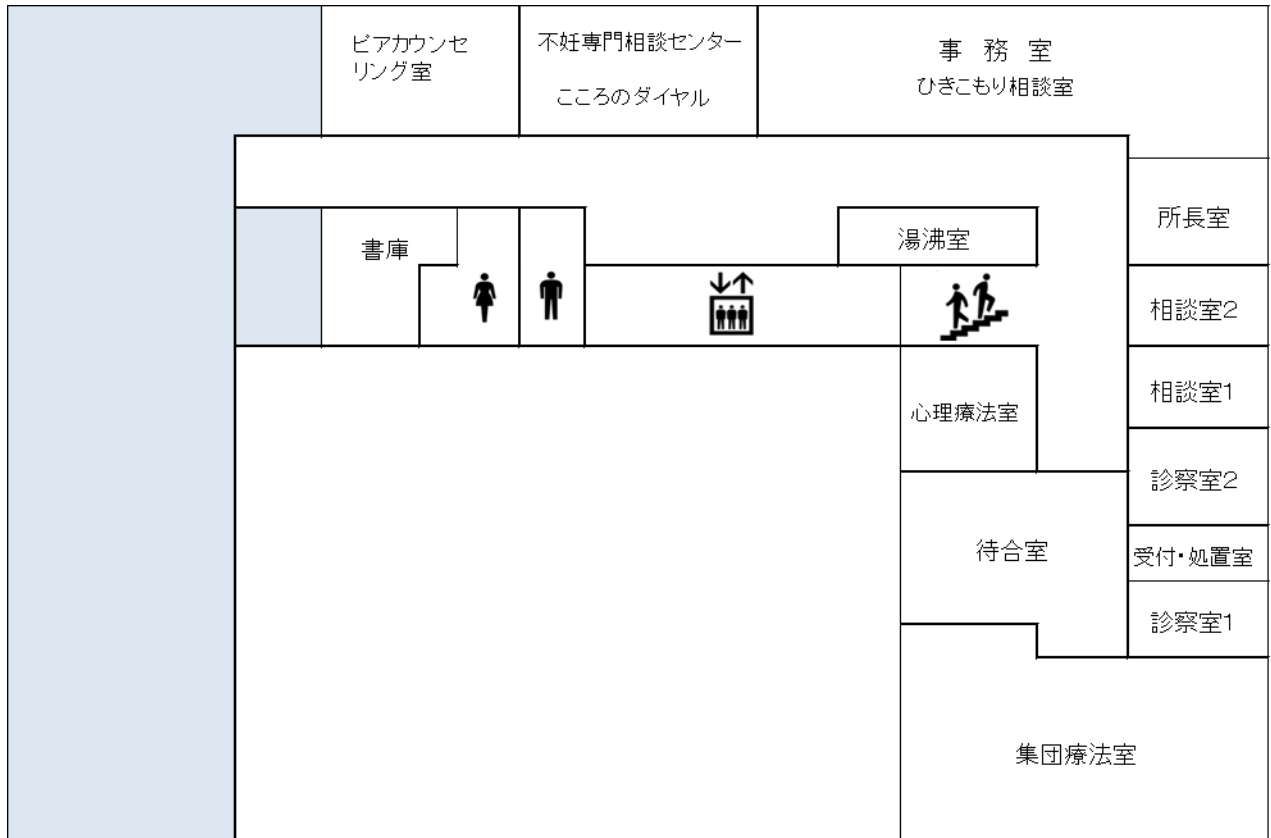 ピアカウンセ
リング室
不妊専門相談センター
こころのダイヤル
事 務 室
ひきこもり相談室
所長室
書庫
湯沸室
相談室2
相談室1
心理療法室
診察室2
待合室
受付・処置室
診察室1
集団療法室